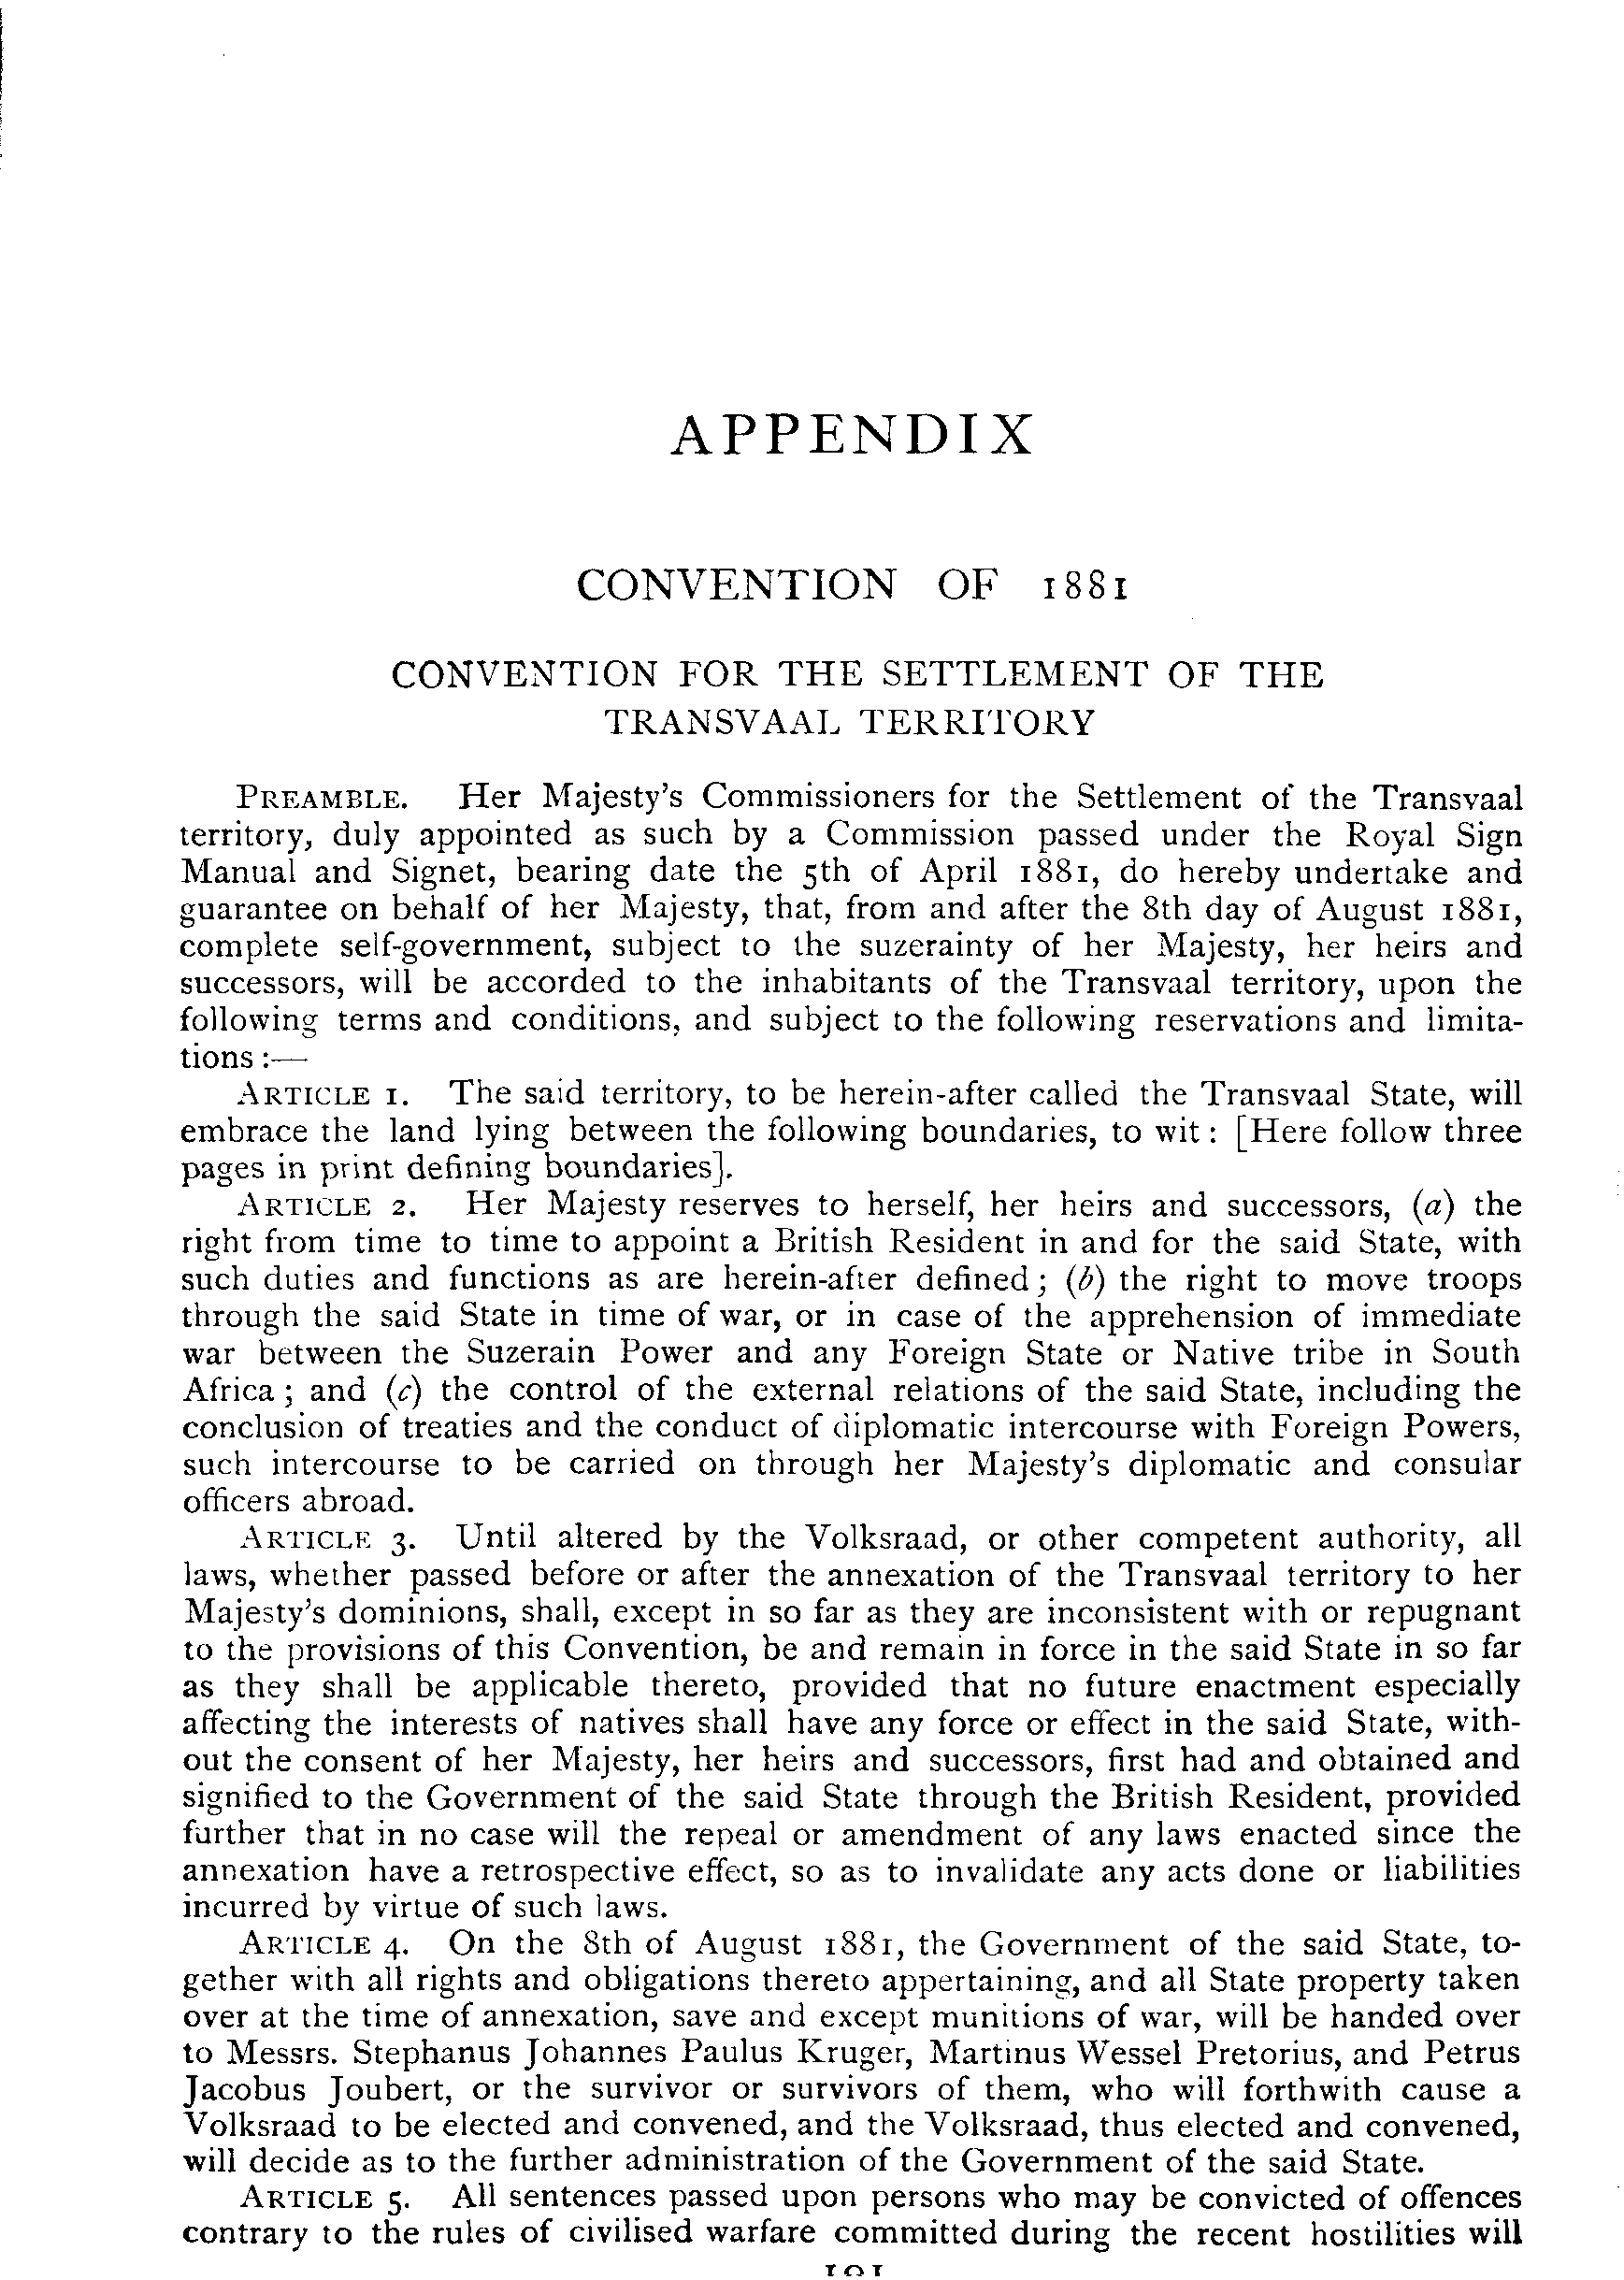 APPENDIX
CONVENTION OF 1881
CONVENTION FOR THE SETTLEMENT OF THE
TRANSVAAL TERRITORY
PREAMBLE. Her Majesty's Commissioners for the Settlement of the Transvaal
territory, duly appointed as such by a Commission passed under the Royal Sign
Manual and Signet, bearing date the 5th of April 1881, do hereby undertake and
guarantee on behalf of her Majesty, that, from and after the 8th day of August 1881,
complete self-government, subject to the suzerainty of her Majesty, her heirs and
successors, will be accorded to the inhabitants of the Transvaal territory, upon the
following terms and conditions, and subject to the following reservations and limita-
tions :—
ARTICLE 1. The said territory, to be herein-after called the Transvaal State, will
embrace the land lying between the following boundaries, to wit : [Here follow three
pages in print defining boundaries].
ARTICLE 2. Her Majesty reserves to herself, her heirs and successors, (a) the
right from time to time to appoint a British Resident in and for the said State, with
such duties and functions as are herein-after defined ; (b) the right to move troops
through the said State in time of war, or in case of the apprehension of immediate
war between the Suzerain Power and any Foreign State or Native tribe in South
Africa ; and (c) the control of the external relations of the said State, including the
conclusion of treaties and the conduct of diplomatic intercourse with Foreign Powers,
such intercourse to be carried on through her Majesty's diplomatic and consular
officers abroad.
ARTICLE 3. Until altered by the Volksraad, or other competent authority, all
laws, whether passed before or after the annexation of the Transvaal territory to her
Majesty's dominions, shall, except in so far as they are inconsistent with or repugnant
to the provisions of this Convention, be and remain in force in the said State in so far
as they shall be applicable thereto, provided that no future enactment especially
affecting the interests of natives shall have any force or effect in the said State, with-
out the consent of her Majesty, her heirs and successors, first had and obtained and
signified to the Government of the said State through the British Resident, provided
further that in no case will the repeal or amendment of any laws enacted since the
annexation have a retrospective effect, so as to invalidate any acts done or liabilities
incurred by virtue of such laws.
ARTICLE 4. On the 8th of August 1881, the Government of the said State, to-
gether with all rights and obligations thereto appertaining, and all State property taken
over at the time of annexation, save and except munitions of war, will be handed over
to Messrs. Stephanus Johannes Paulus Kruger, Martinus Wessel Pretorius, and Petrus
Jacobus Joubert, or the survivor or survivors of them, who will forthwith cause a
Volksraad to be elected and convened, and the Volksraad, thus elected and convened,
will decide as to the further administration of the Government of the said State.
ARTICLE 5. All sentences passed upon persons who may be convicted of offences
contrary to the rules of civilised warfare committed during the recent hostilities will